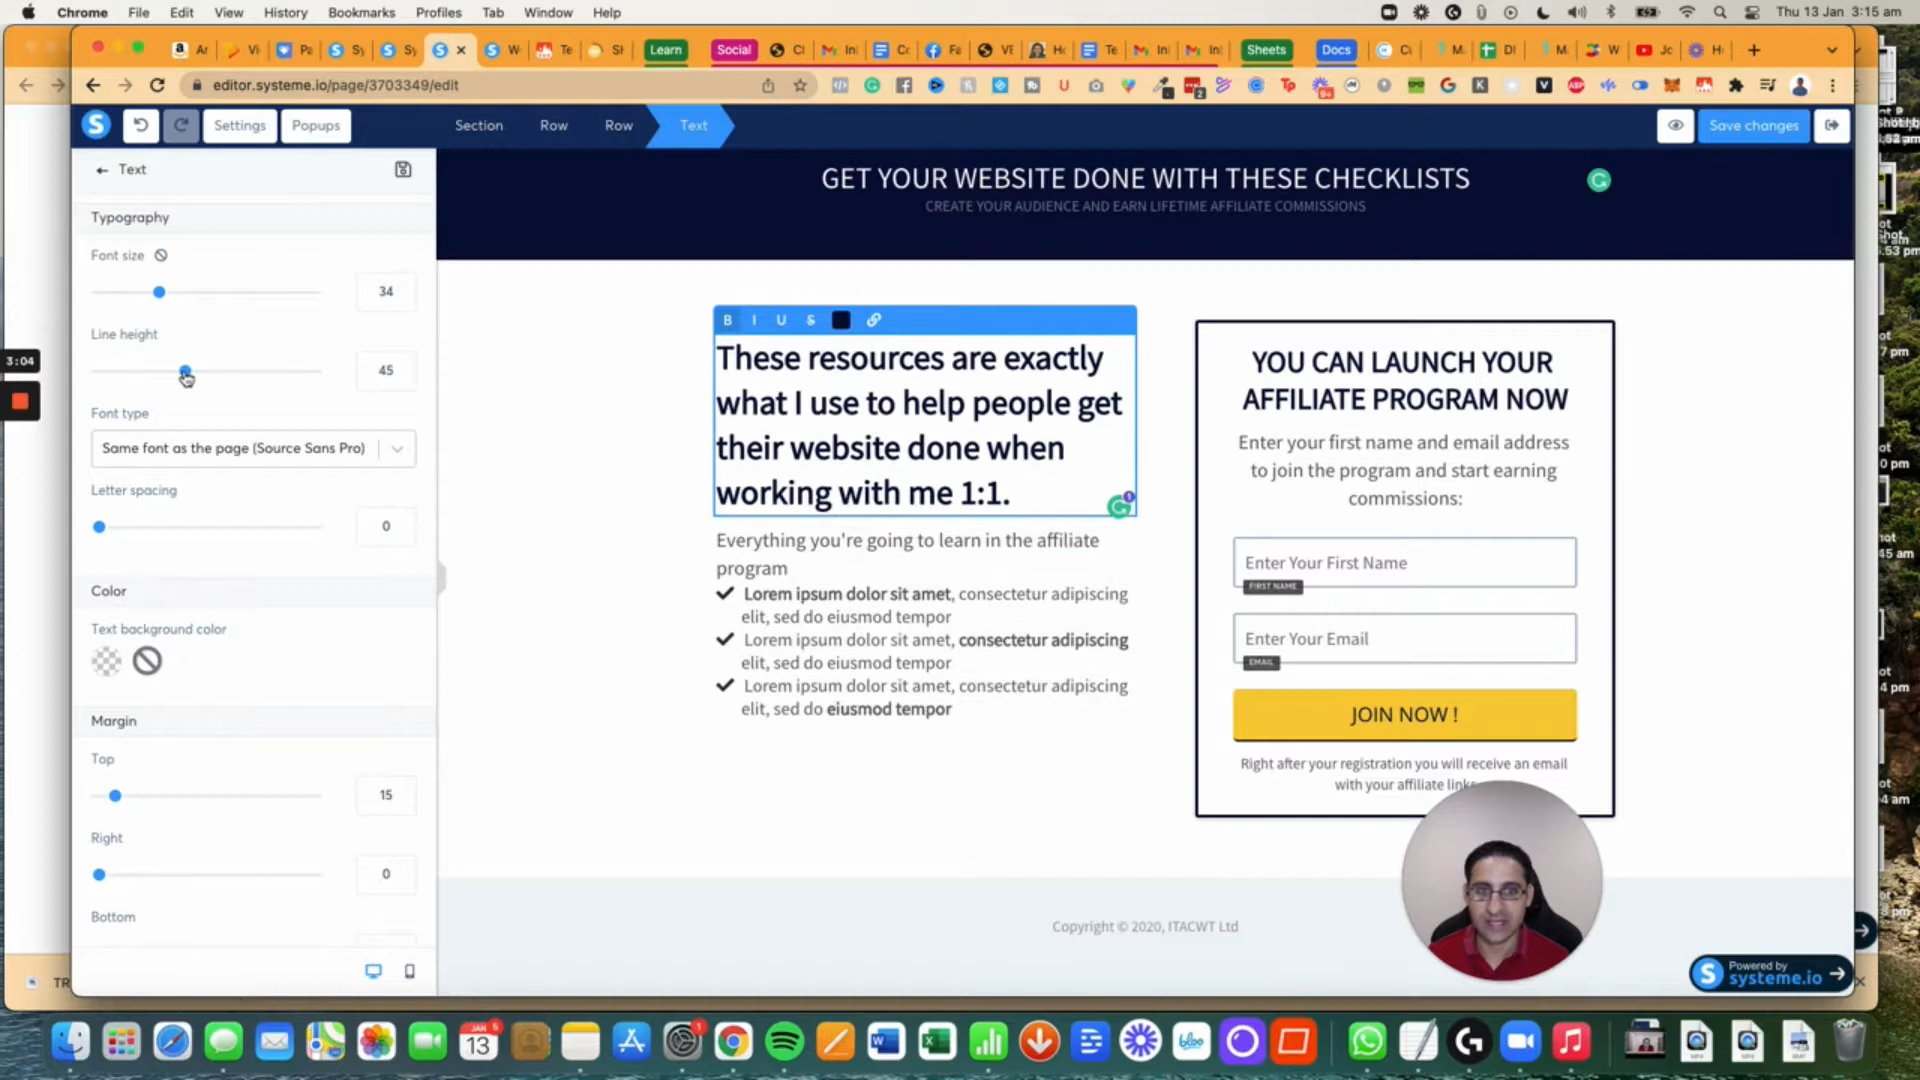 Chrome File Edit View History Bookmarks Profiles Tab Window Help
Thu 13 Jan 3:15 am
Learn Social Sheets Docs
editor.systeme.io/page/3703349/edit
Settings Popups Section Row Row Text Save changes
Text
Typography
Font size
34
Line height
45
Font type
Same font as the page (Source Sans Pro)
Letter spacing
0
Color
Text background color
Margin
Top
15
Right
0
Bottom
3:04
GET YOUR WEBSITE DONE WITH THESE CHECKLISTS
CREATE YOUR AUDIENCE AND EARN LIFETIME AFFILIATE COMMISSIONS
B I U S
These resources are exactly
what I use to help people get
their website done when
working with me 1:1.
Everything you're going to learn in the affiliate
program
Lorem ipsum dolor sit amet, consectetur adipiscing
elit, sed do eiusmod tempor
Lorem ipsum dolor sit amet, consectetur adipiscing
elit, sed do eiusmod tempor
Lorem ipsum dolor sit amet, consectetur adipiscing
elit, sed do eiusmod tempor
YOU CAN LAUNCH YOUR
AFFILIATE PROGRAM NOW
Enter your first name and email address
to join the program and start earning
commissions:
Enter Your First Name
FIRST NAME
Enter Your Email
EMAIL
JOIN NOW !
Right after your registration you will receive an email
with your affiliate links
Copyright © 2020, ITACWT Ltd
Powered by
systeme.io
JAN
13